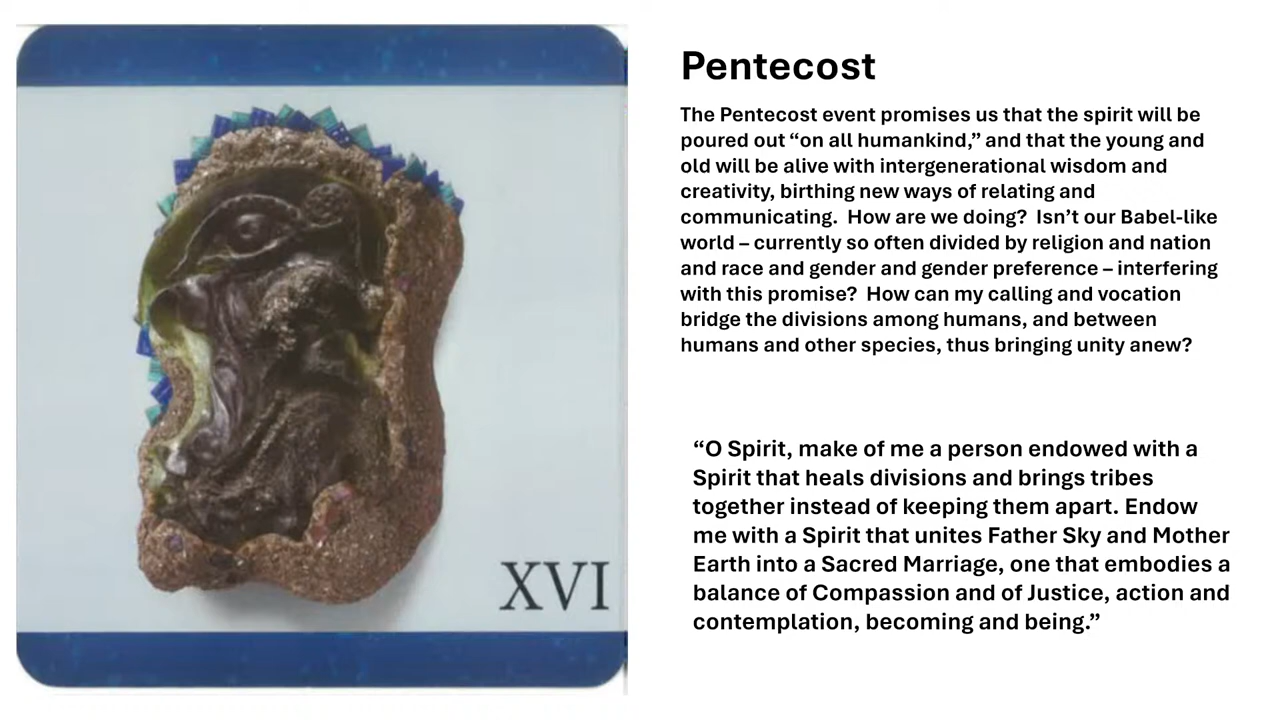 XVI
Pentecost
The Pentecost event promises us that the spirit will be
poured out “on all humankind,” and that the young and
old will be alive with intergenerational wisdom and
creativity, birthing new ways of relating and
communicating.  How are we doing?  Isn’t our Babel-like
world – currently so often divided by religion and nation
and race and gender and gender preference – interfering
with this promise?  How can my calling and vocation
bridge the divisions among humans, and between
humans and other species, thus bringing unity anew?
“O Spirit, make of me a person endowed with a
Spirit that heals divisions and brings tribes
together instead of keeping them apart. Endow
me with a Spirit that unites Father Sky and Mother
Earth into a Sacred Marriage, one that embodies a
balance of Compassion and of Justice, action and
contemplation, becoming and being.”